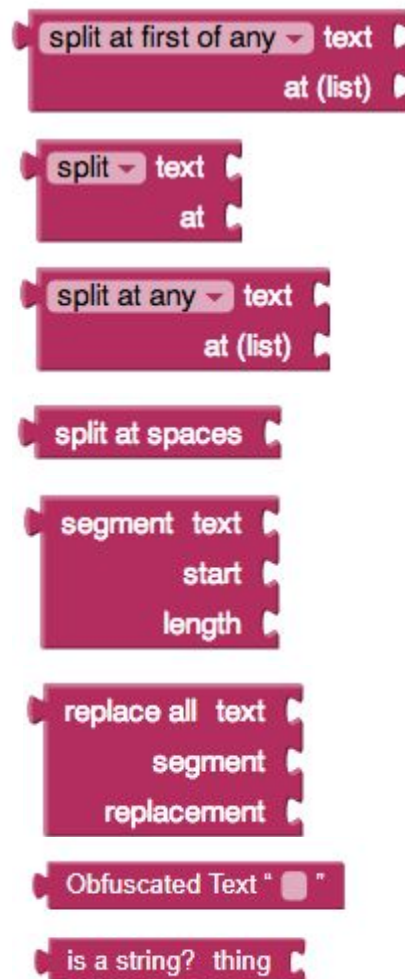 split at first of any text
at (list)
split text
at
split at any text
at (list)
split at spaces
segment text
start
length
replace all text
segment
replacement
Obfuscated Text “ ”
is a string? thing